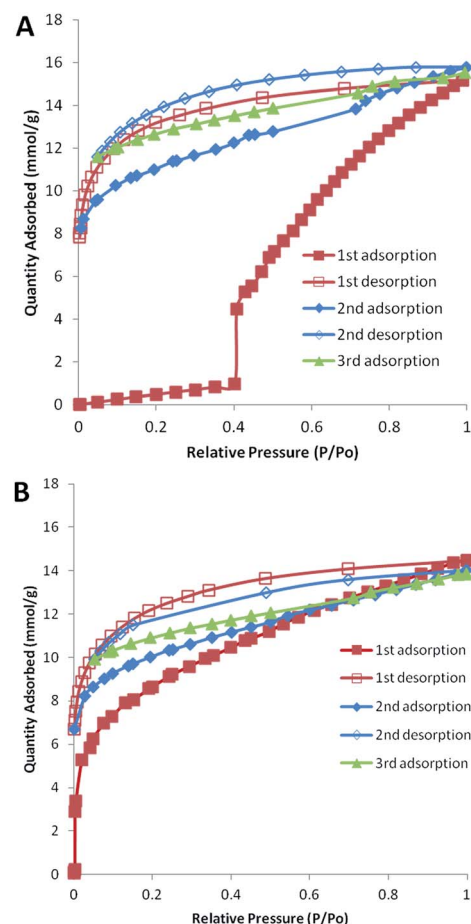 A
18
16
14
12
10
8
6
4
2
0
Quantity Adsorbed (mmol/g)
1st adsorption
1st desorption
2nd adsorption
2nd desorption
3rd adsorption
0 0.2 0.4 0.6 0.8 1
Relative Pressure (P/Po)
B
18
16
14
12
10
8
6
4
2
0
Quantity Adsorbed (mmol/g)
1st adsorption
1st desorption
2nd adsorption
2nd desorption
3rd adsorption
0 0.2 0.4 0.6 0.8 1
Relative Pressure (P/Po)